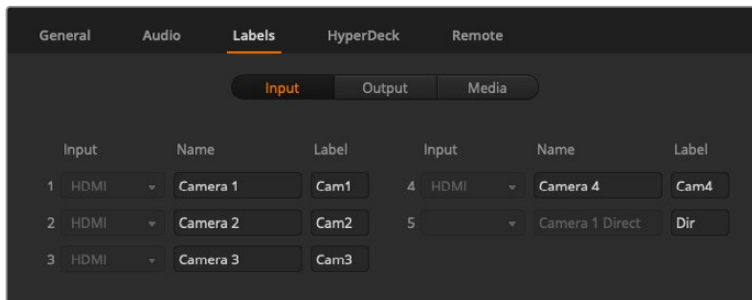 General Audio Labels HyperDeck Remote
Input Output Media
Input Name Label Input Name Label
1 HDMI Camera 1 Cam1 4 HDMI Camera 4 Cam4
2 HDMI Camera 2 Cam2 5 Camera 1 Direct Dir
3 HDMI Camera 3 Cam3